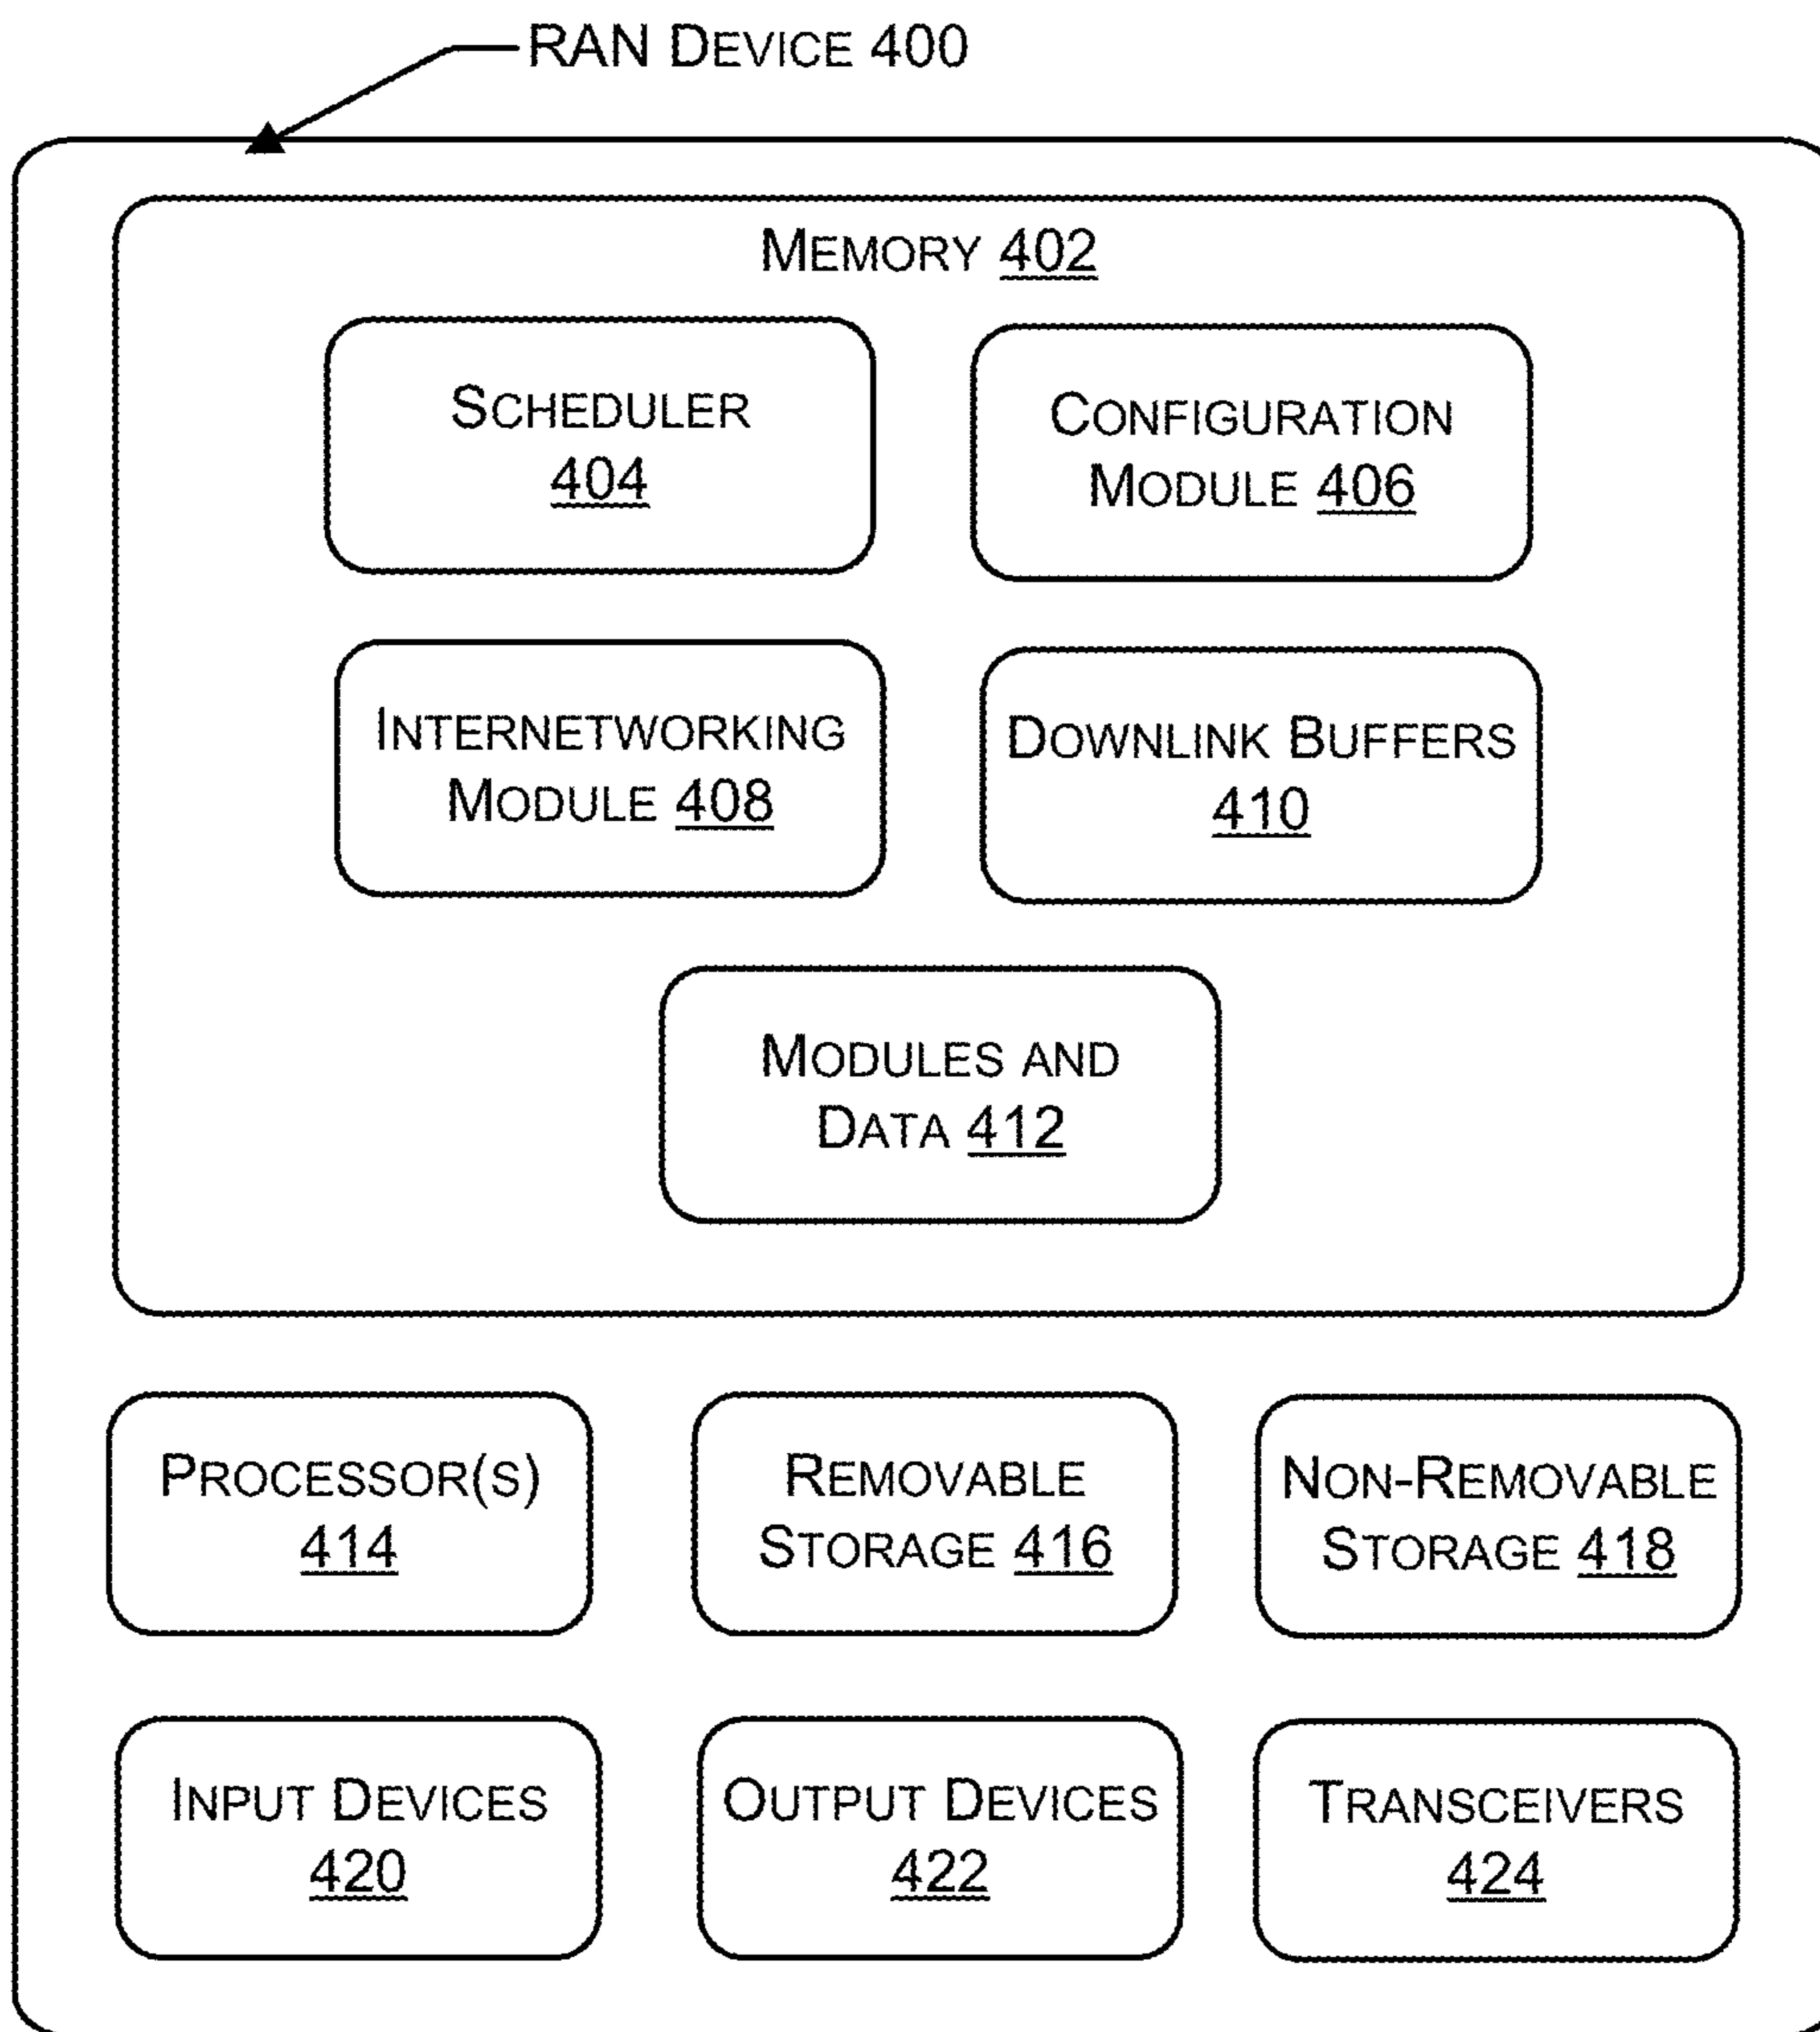 RAN DEVICE 400
MEMORY 402
SCHEDULER
404
CONFIGURATION
MODULE 406
INTERNETWORKING
MODULE 408
DOWNLINK BUFFERS
410
MODULES AND
DATA 412
PROCESSOR(S)
414
REMOVABLE
STORAGE 416
NON-REMOVABLE
STORAGE 418
INPUT DEVICES
420
OUTPUT DEVICES
422
TRANSCEIVERS
424